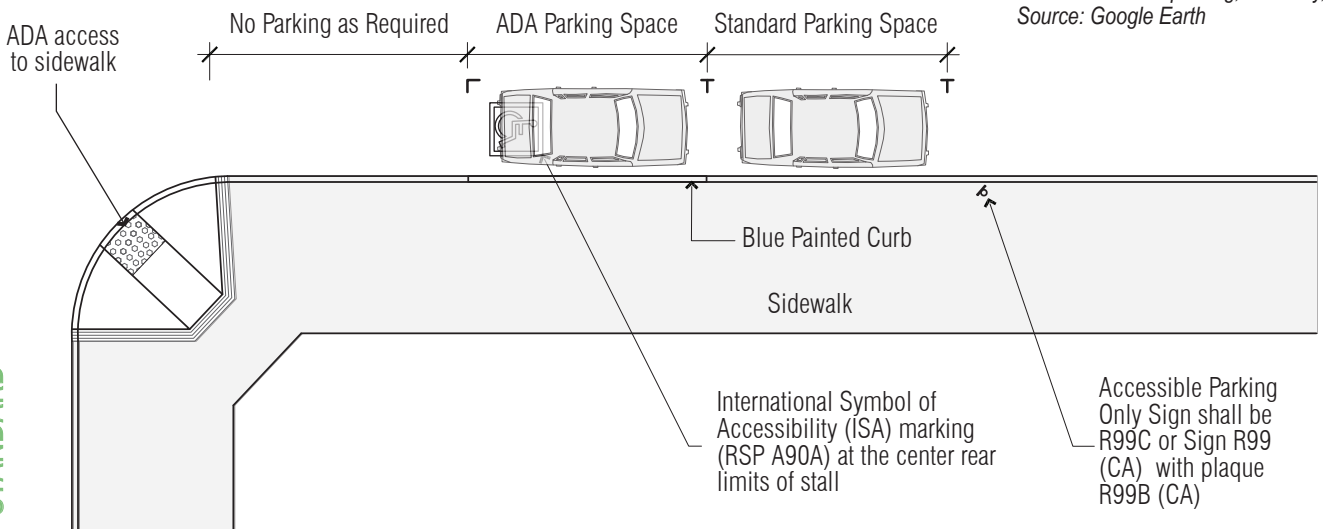 Source: Google Earth
ADA access
to sidewalk
No Parking as Required
ADA Parking Space
Standard Parking Space
Blue Painted Curb
Sidewalk
International Symbol of
Accessibility (ISA) marking
(RSP A90A) at the center rear
limits of stall
Accessible Parking
Only Sign shall be
R99C or Sign R99
(CA) with plaque
R99B (CA)